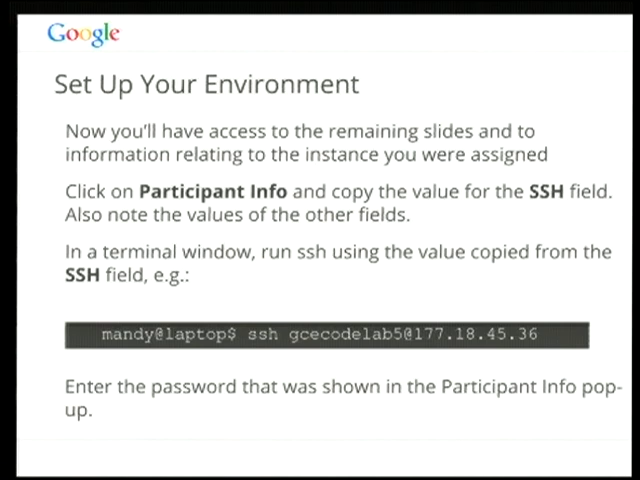 Google
Set Up Your Environment
Now you'll have access to the remaining slides and to
information relating to the instance you were assigned
Click on Participant Info and copy the value for the SSH field.
Also note the values of the other fields.
In a terminal window, run ssh using the value copied from the
SSH field, e.g.:
mandy@laptop$ ssh gcecodelab5@177.18.45.36
Enter the password that was shown in the Participant Info pop-
up.